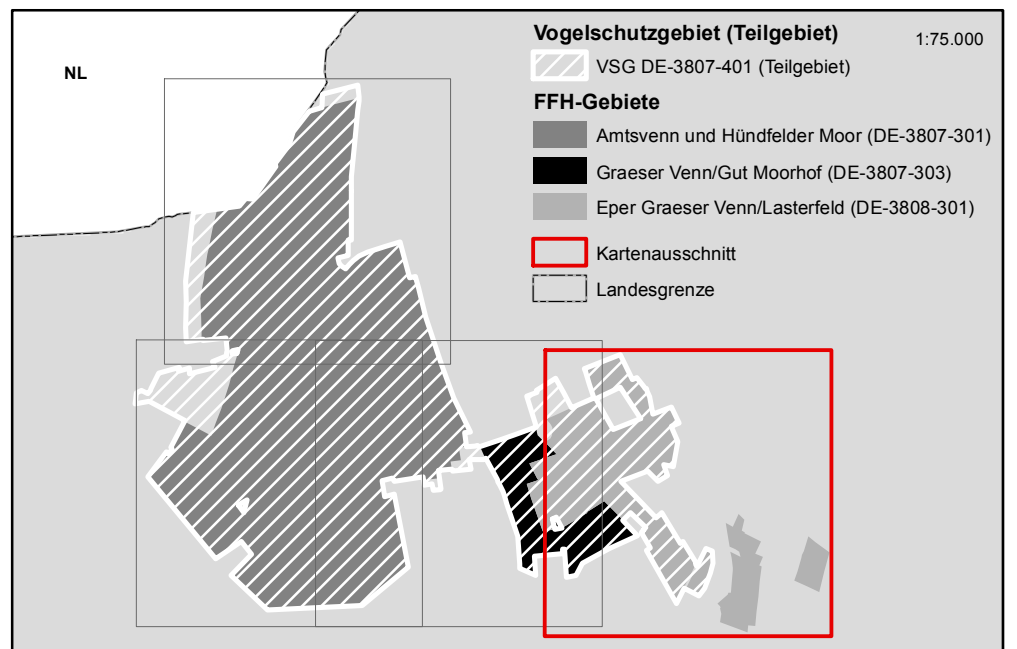 NL
Vogelschutzgebiet (Teilgebiet)
1:75.000
VSG DE-3807-401 (Teilgebiet)
FFH-Gebiete
Amtsvenn und Hündfelder Moor (DE-3807-301)
Graeser Venn/Gut Moorhof (DE-3807-303)
Eper Graeser Venn/Lasterfeld (DE-3808-301)
Kartenausschnitt
Landesgrenze